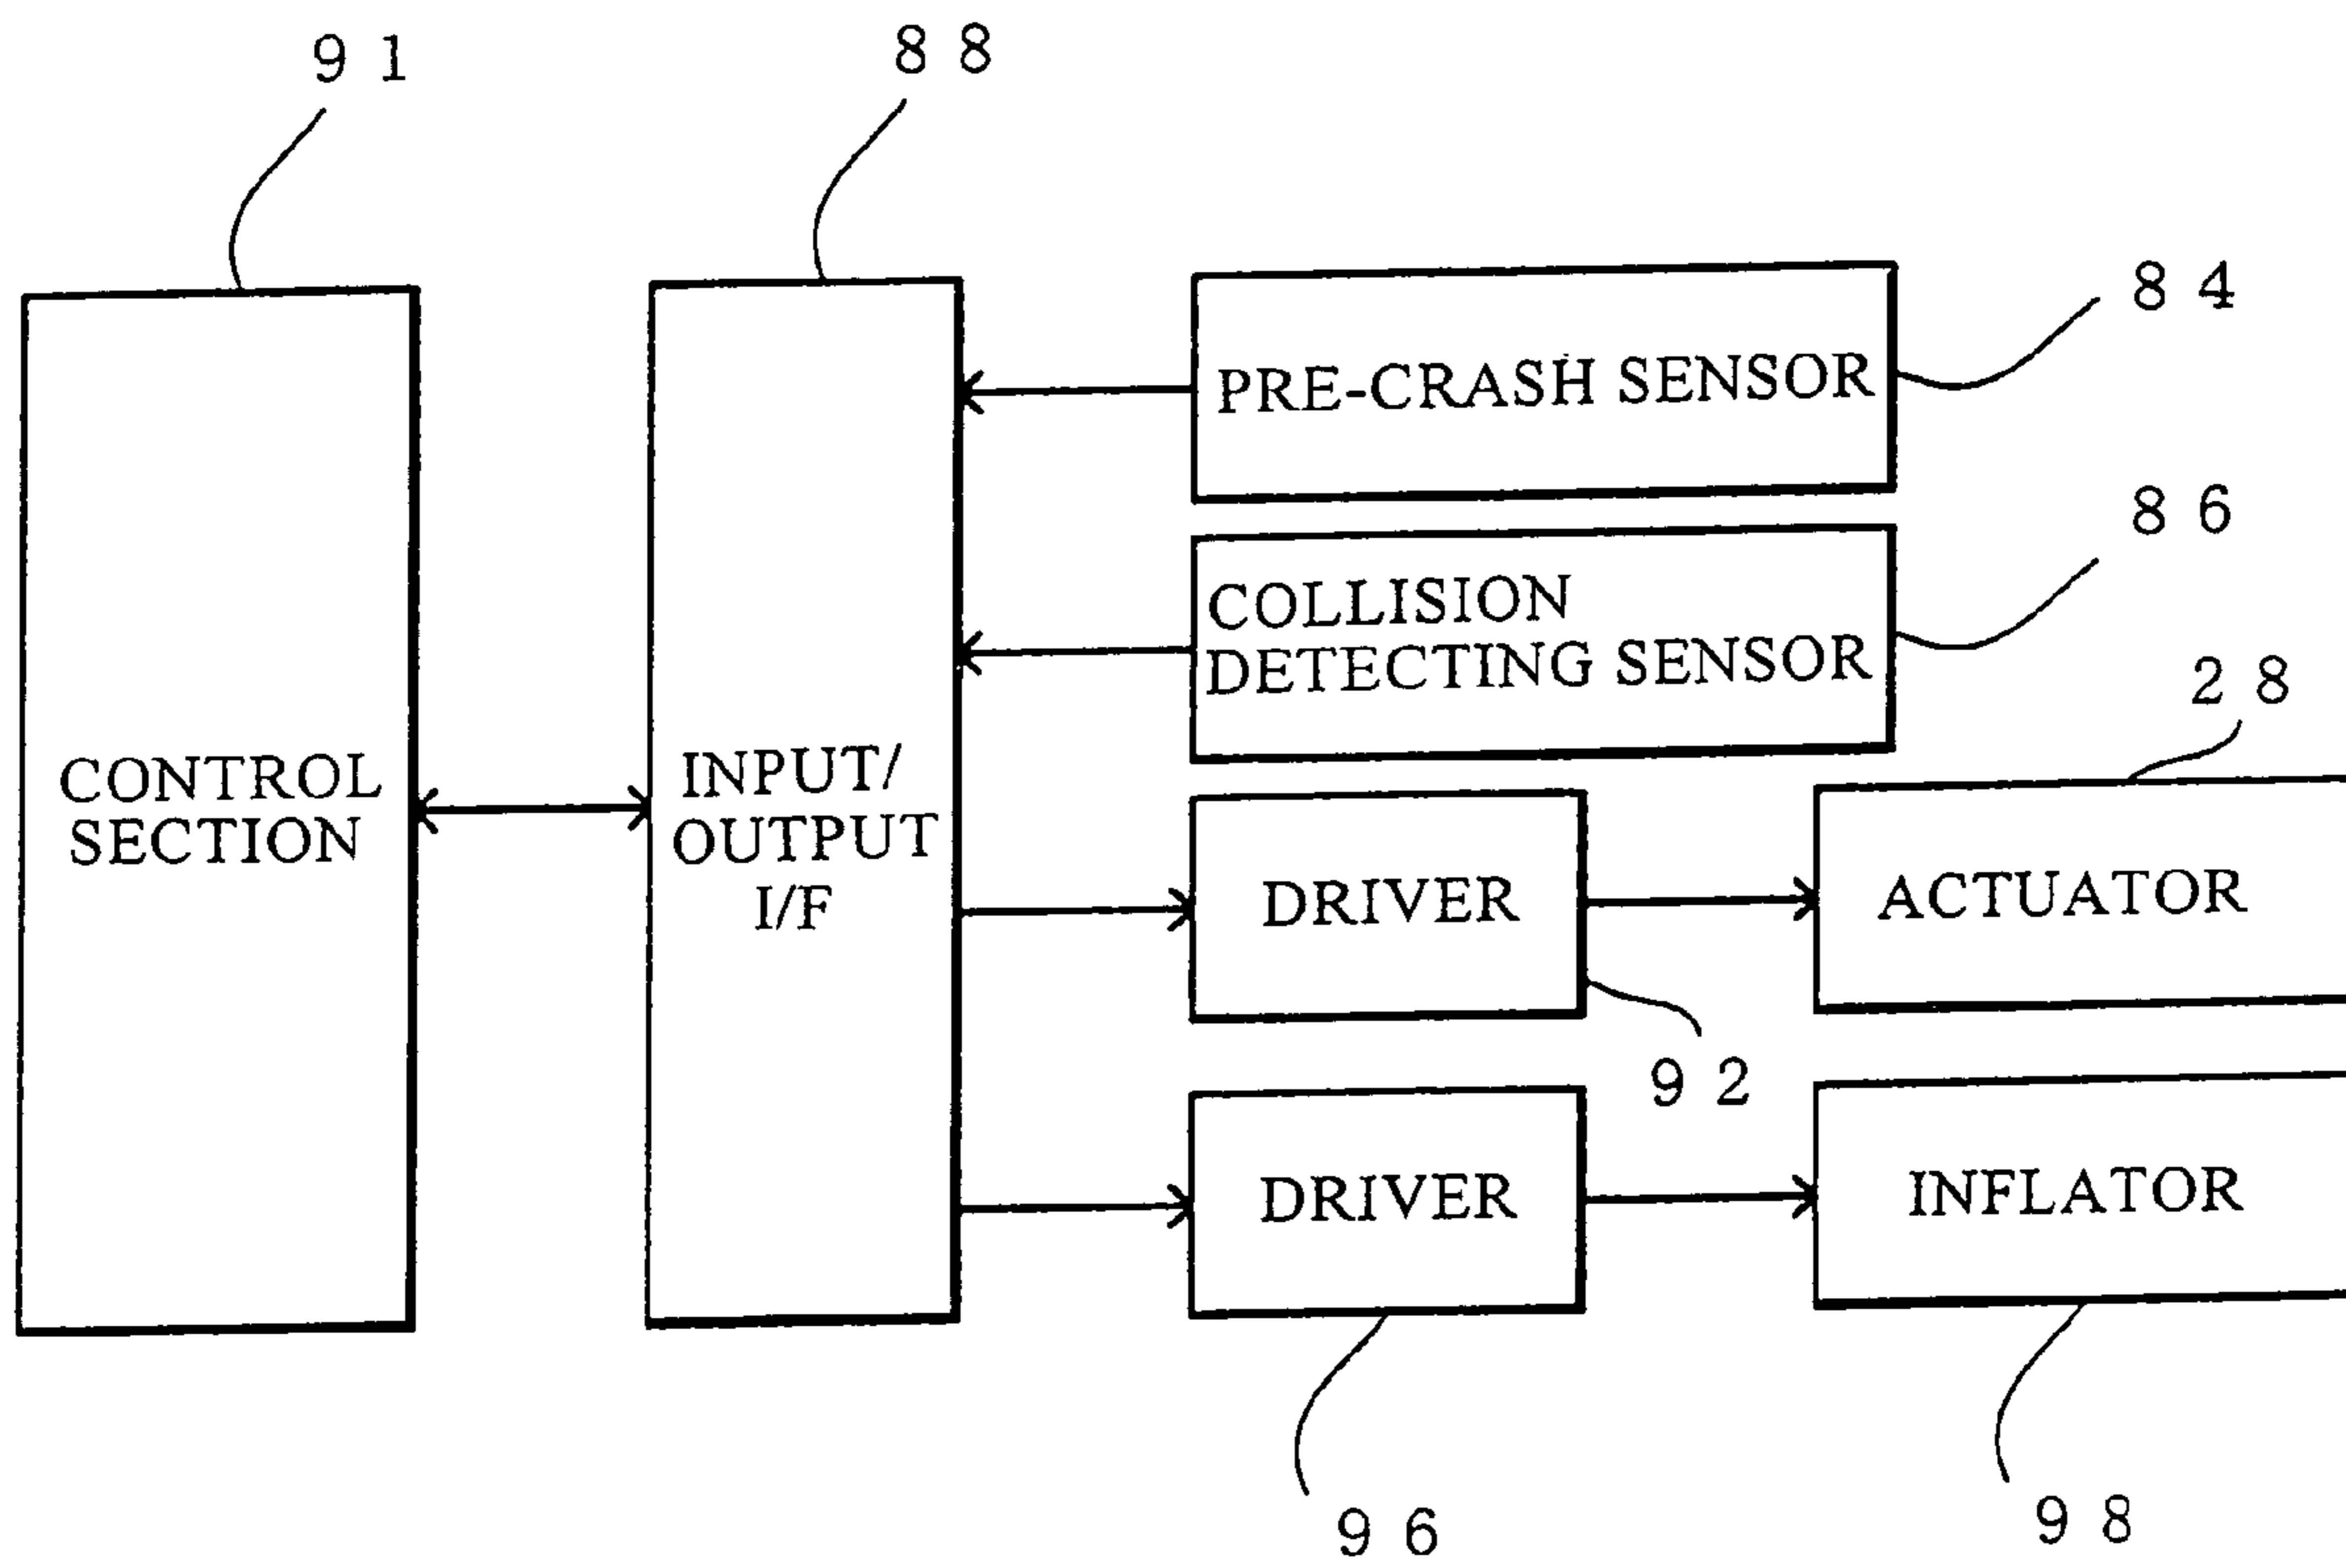 91
88
84
PRE-CRASH SENSOR
86
COLLISION
DETECTING SENSOR
28
CONTROL
SECTION
INPUT/
OUTPUT
I/F
DRIVER
ACTUATOR
92
DRIVER
INFLATOR
96
98